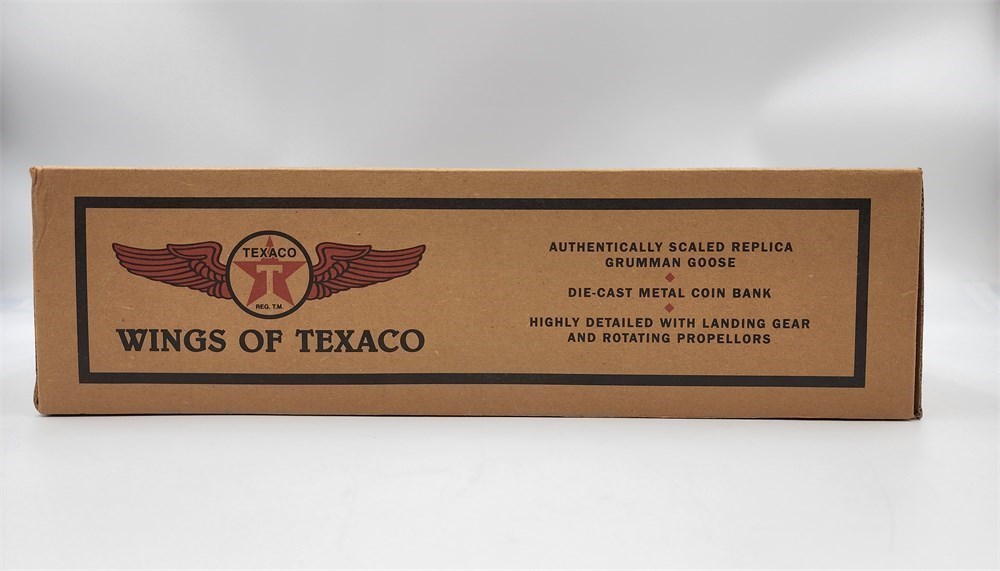 TEXACO
T
REG. T.M.
WINGS OF TEXACO
AUTHENTICALLY SCALED REPLICA
GRUMMAN GOOSE
DIE-CAST METAL COIN BANK
HIGHLY DETAILED WITH LANDING GEAR
AND ROTATING PROPELLORS